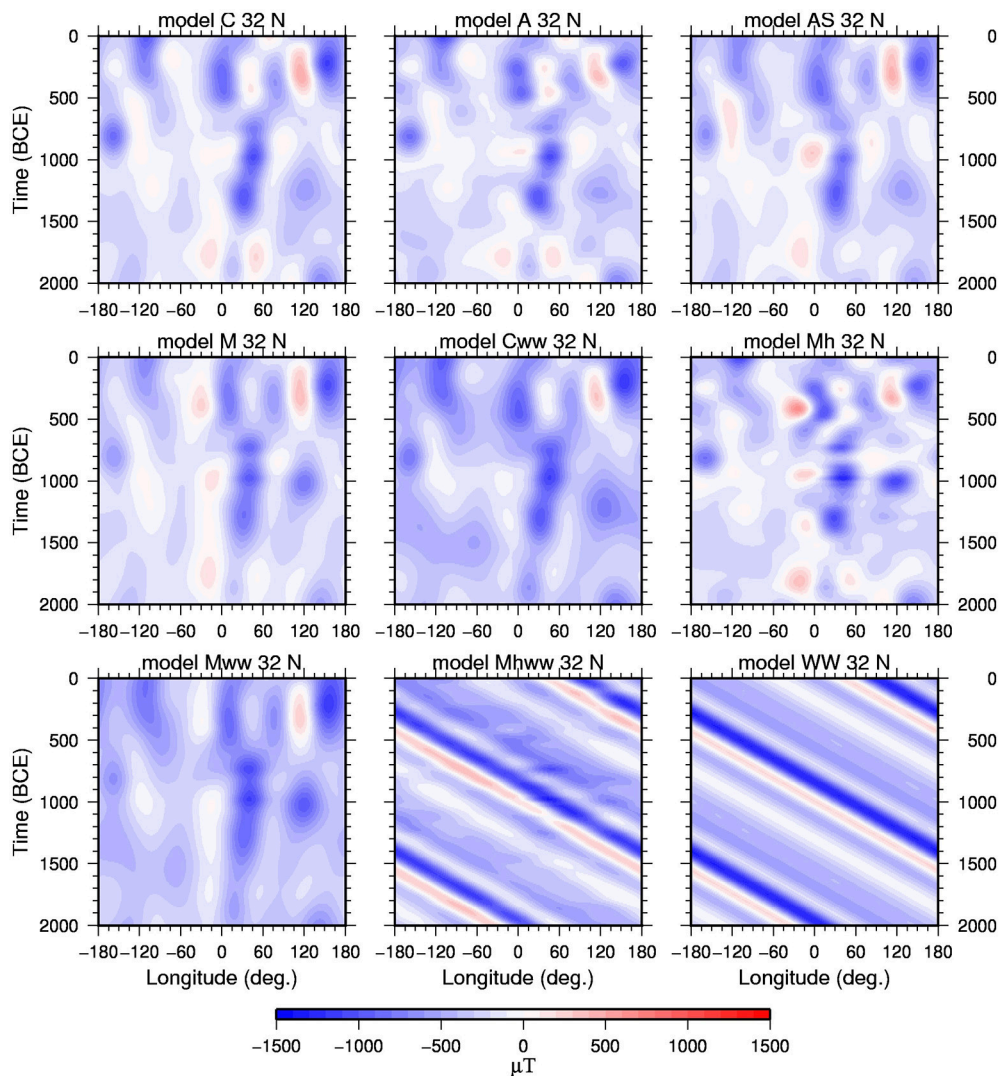 model C 32 N
model A 32 N
model AS 32 N
0
0
500
500
1000
1000
1500
1500
2000
2000
Time (BCE)
−180 −120 −60 0 60 120 180
−180 −120 −60 0 60 120 180
−180 −120 −60 0 60 120 180
model M 32 N
model Cww 32 N
model Mh 32 N
0
0
500
500
1000
1000
1500
1500
2000
2000
Time (BCE)
−180 −120 −60 0 60 120 180
−180 −120 −60 0 60 120 180
−180 −120 −60 0 60 120 180
model Mww 32 N
model Mhww 32 N
model WW 32 N
0
0
500
500
1000
1000
1500
1500
2000
2000
Time (BCE)
−180 −120 −60 0 60 120 180
−180 −120 −60 0 60 120 180
−180 −120 −60 0 60 120 180
Longitude (deg.)
Longitude (deg.)
Longitude (deg.)
−1500 −1000 −500 0 500 1000 1500
μT